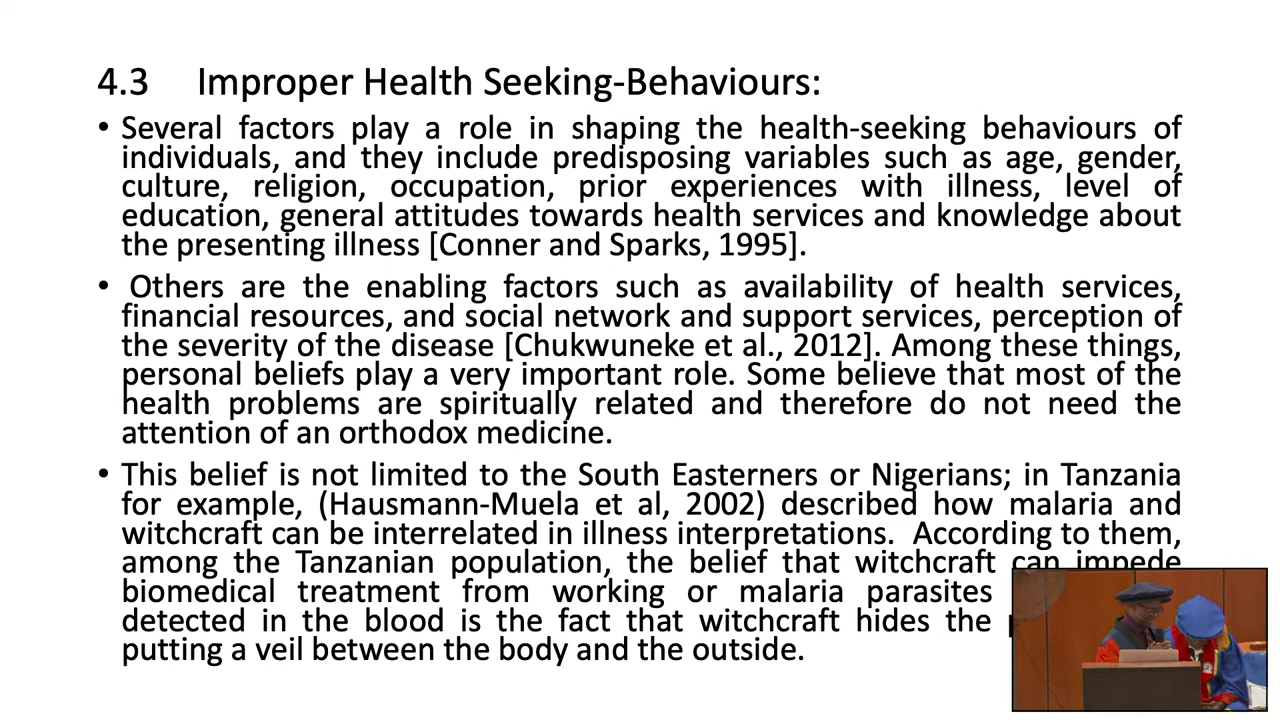 4.3 Improper Health Seeking-Behaviours:
• Several factors play a role in shaping the health-seeking behaviours of
individuals, and they include predisposing variables such as age, gender,
culture, religion, occupation, prior experiences with illness, level of
education, general attitudes towards health services and knowledge about
the presenting illness [Conner and Sparks, 1995].
• Others are the enabling factors such as availability of health services,
financial resources, and social network and support services, perception of
the severity of the disease [Chukwuneke et al., 2012]. Among these things,
personal beliefs play a very important role. Some believe that most of the
health problems are spiritually related and therefore do not need the
attention of an orthodox medicine.
• This belief is not limited to the South Easterners or Nigerians; in Tanzania
for example, (Hausmann-Muela et al, 2002) described how malaria and
witchcraft can be interrelated in illness interpretations. According to them,
among the Tanzanian population, the belief that witchcraft can impede
biomedical treatment from working or malaria parasites
detected in the blood is the fact that witchcraft hides the
putting a veil between the body and the outside.